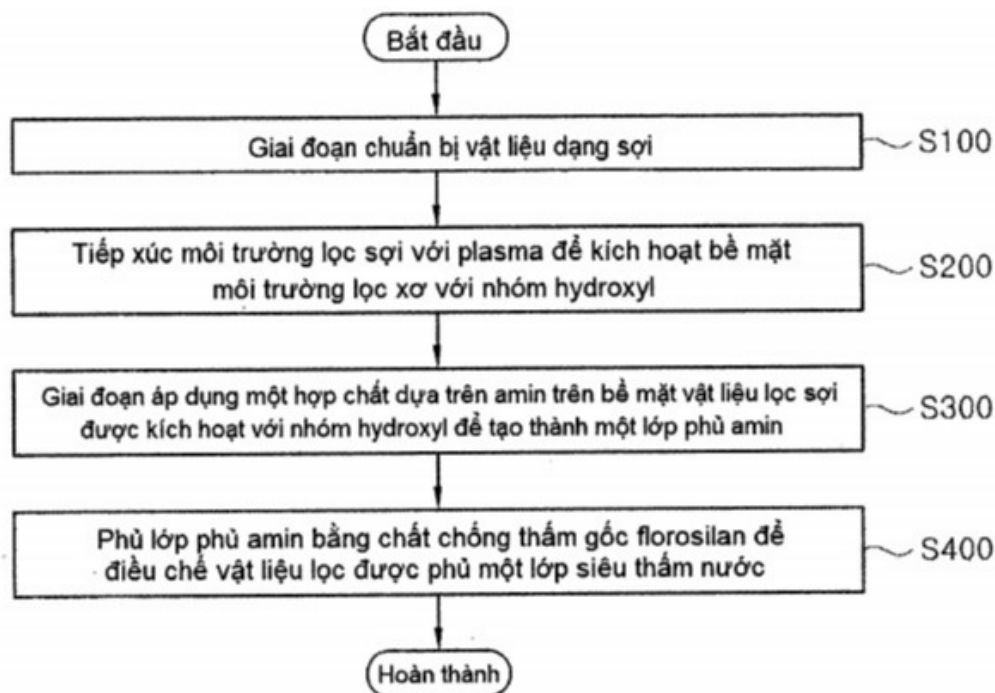 Bắt đầu
Giai đoạn chuẩn bị vật liệu dạng sợi
S100
Tiếp xúc môi trường lọc sợi với plasma để kích hoạt bề mặt
môi trường lọc xơ với nhóm hydroxyl
S200
Giai đoạn áp dụng một hợp chất dựa trên amin trên bề mặt vật liệu lọc sợi
được kích hoạt với nhóm hydroxyl để tạo thành một lớp phủ amin
S300
Phủ lớp phủ amin bằng chất chống thấm gốc florosilan để
điều chế vật liệu lọc được phủ một lớp siêu thấm nước
S400
Hoàn thành